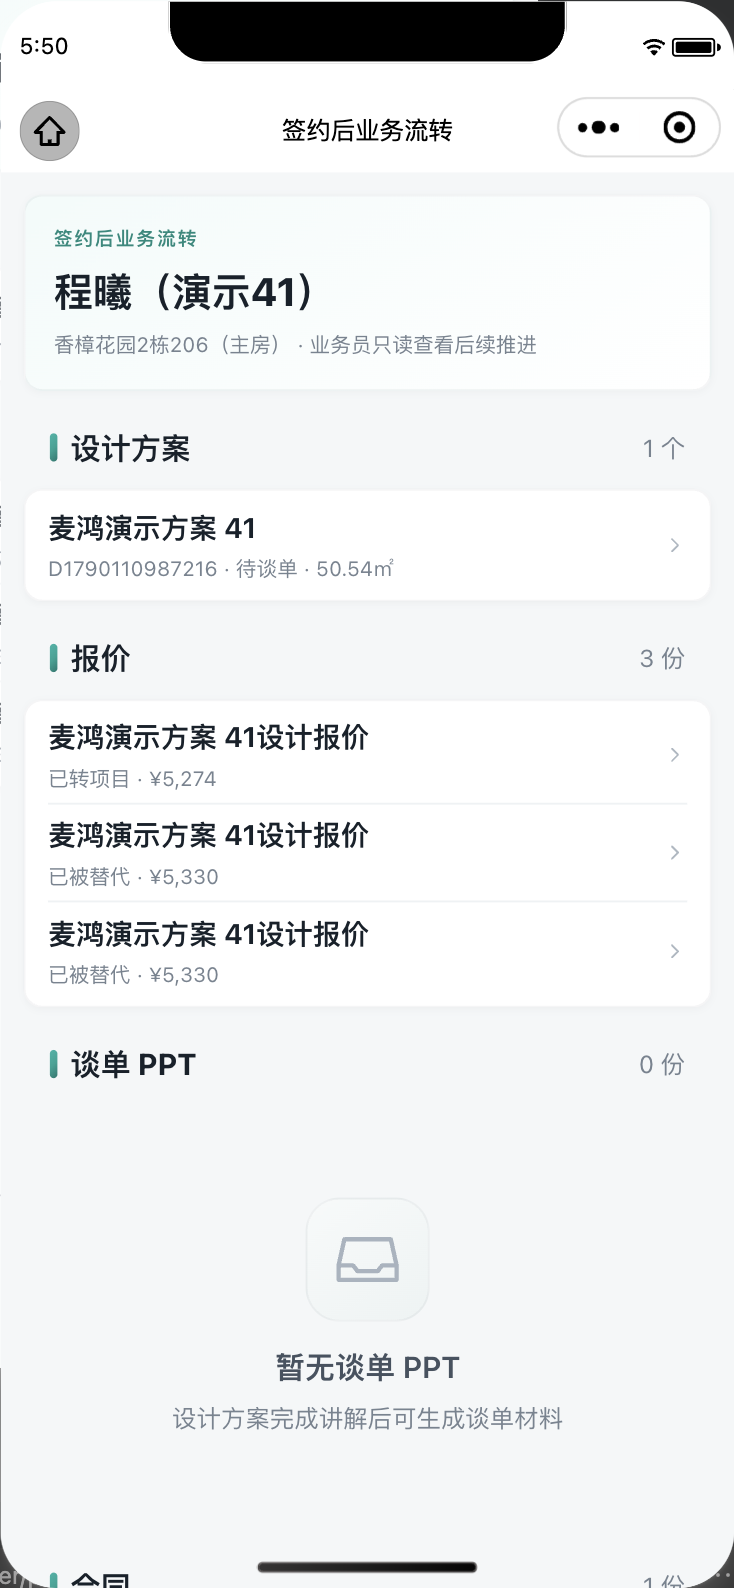 5:50
签约后业务流转
签约后业务流转
程曦（演示41）
香樟花园2栋206（主房） · 业务员只读查看后续推进
设计方案
1 个
麦鸿演示方案 41
D1790110987216 · 待谈单 · 50.54㎡
报价
3 份
麦鸿演示方案 41设计报价
已转项目 · ¥5,274
麦鸿演示方案 41设计报价
已被替代 · ¥5,330
麦鸿演示方案 41设计报价
已被替代 · ¥5,330
谈单 PPT
0 份
暂无谈单 PPT
设计方案完成讲解后可生成谈单材料
合同
1 份